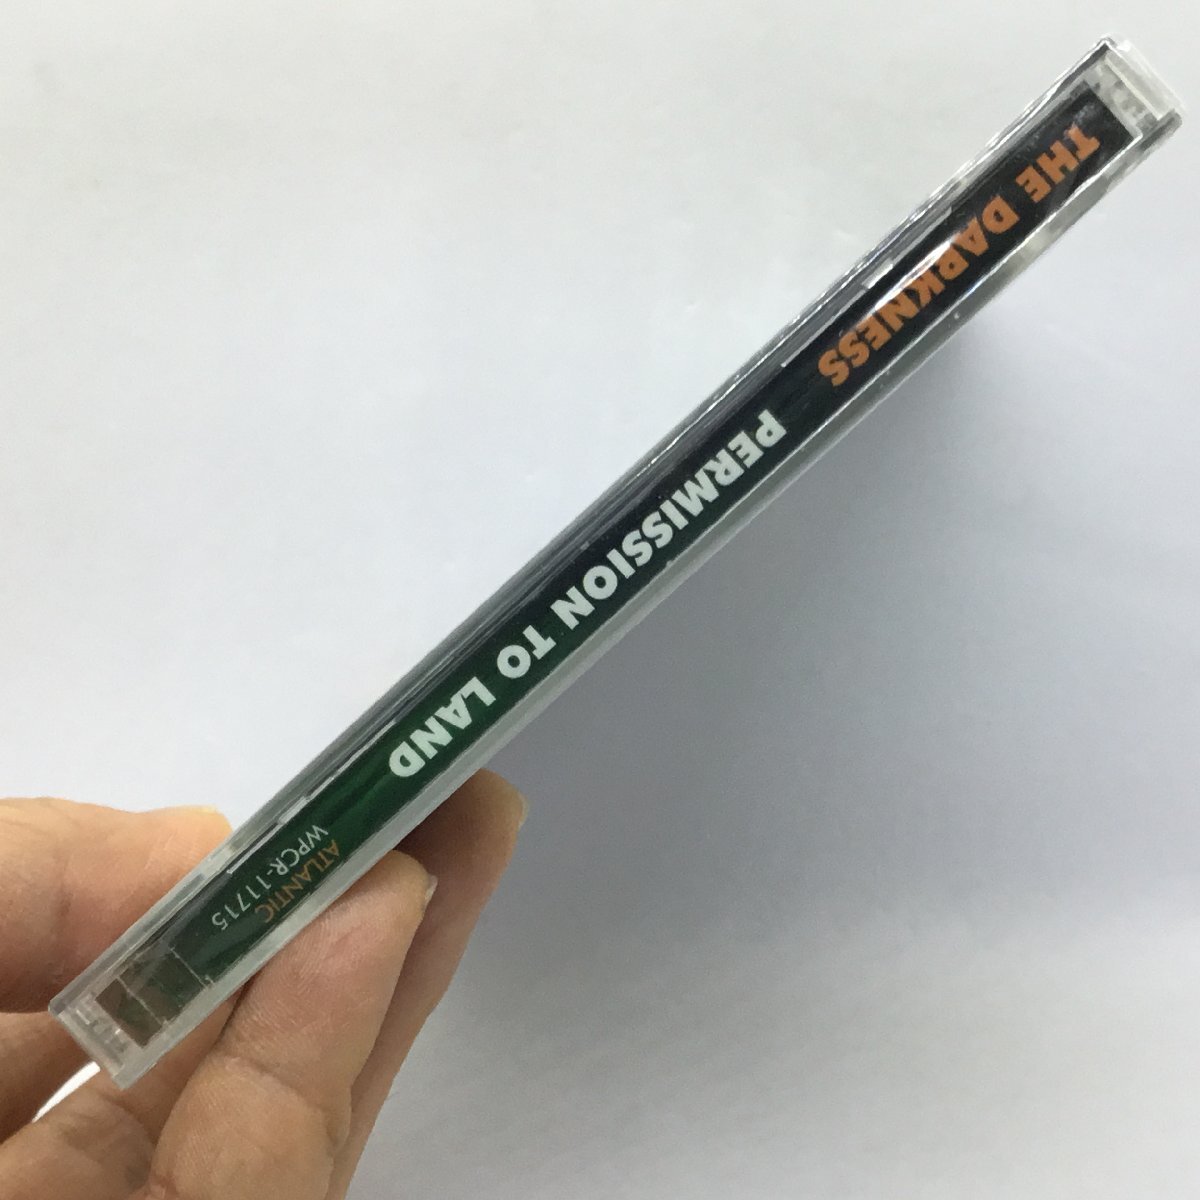 THE DARKNESS
PERMISSION TO LAND
ATLANTIC
WPCR-11715